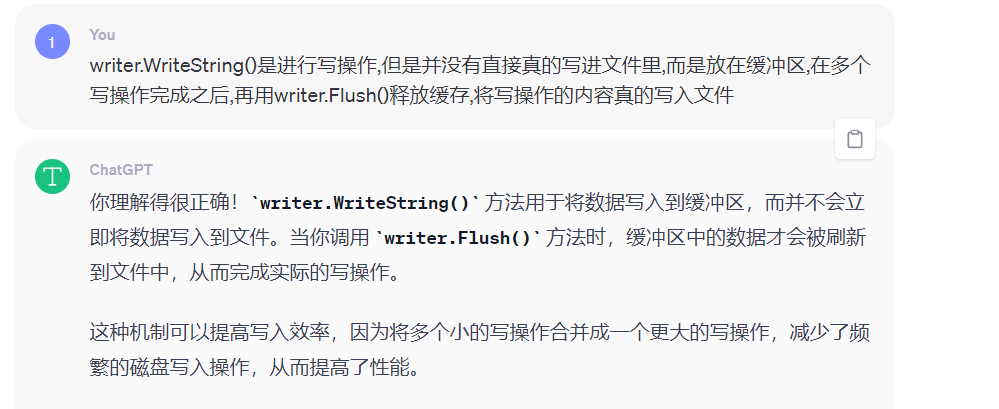 1
You
writer.WriteString()是进行写操作,但是并没有直接真的写进文件里,而是放在缓冲区,在多个
写操作完成之后,再用writer.Flush()释放缓存,将写操作的内容真的写入文件
ChatGPT
你理解得很正确！`writer.WriteString()` 方法用于将数据写入到缓冲区，而并不会立
即将数据写入到文件。当你调用 `writer.Flush()` 方法时，缓冲区中的数据才会被刷新
到文件中，从而完成实际的写操作。
这种机制可以提高写入效率，因为将多个小的写操作合并成一个更大的写操作，减少了频
繁的磁盘写入操作，从而提高了性能。